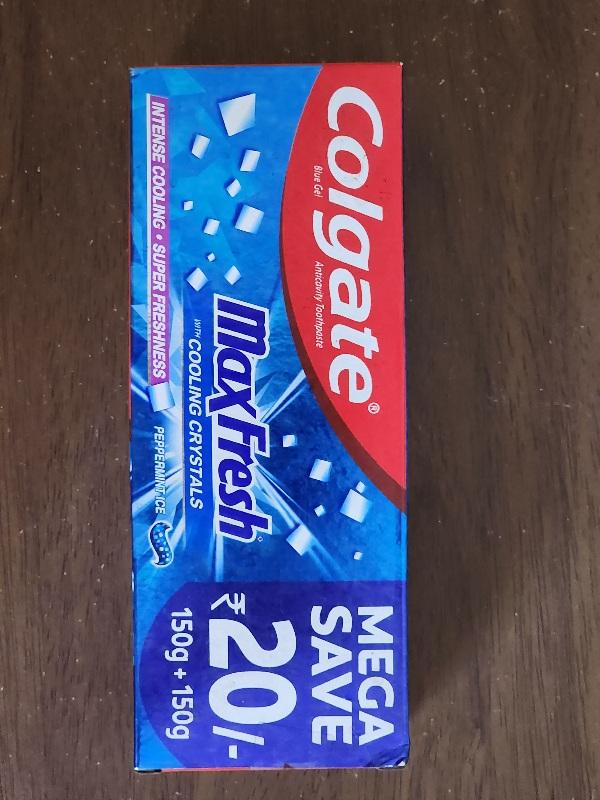 Colgate®
Blue Gel Anticavity Toothpaste
MaxFresh
WITH COOLING CRYSTALS
INTENSE COOLING • SUPER FRESHNESS
PEPPERMINT ICE
MEGA
SAVE
₹20/-
150g + 150g